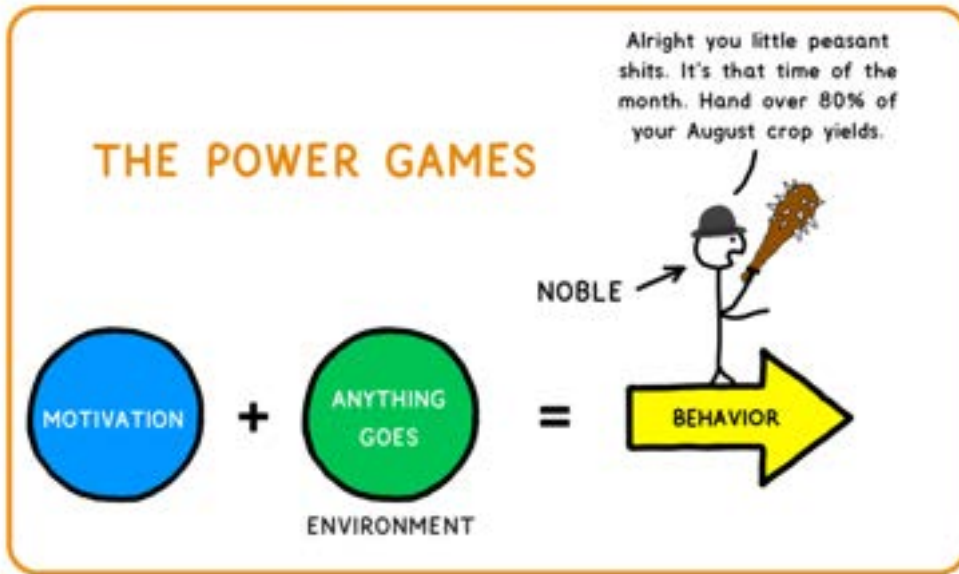 Alright you little peasant
shits. It's that time of the
month. Hand over 80% of
your August crop yields.
THE POWER GAMES
NOBLE
MOTIVATION
+
ANYTHING
GOES
=
BEHAVIOR
ENVIRONMENT